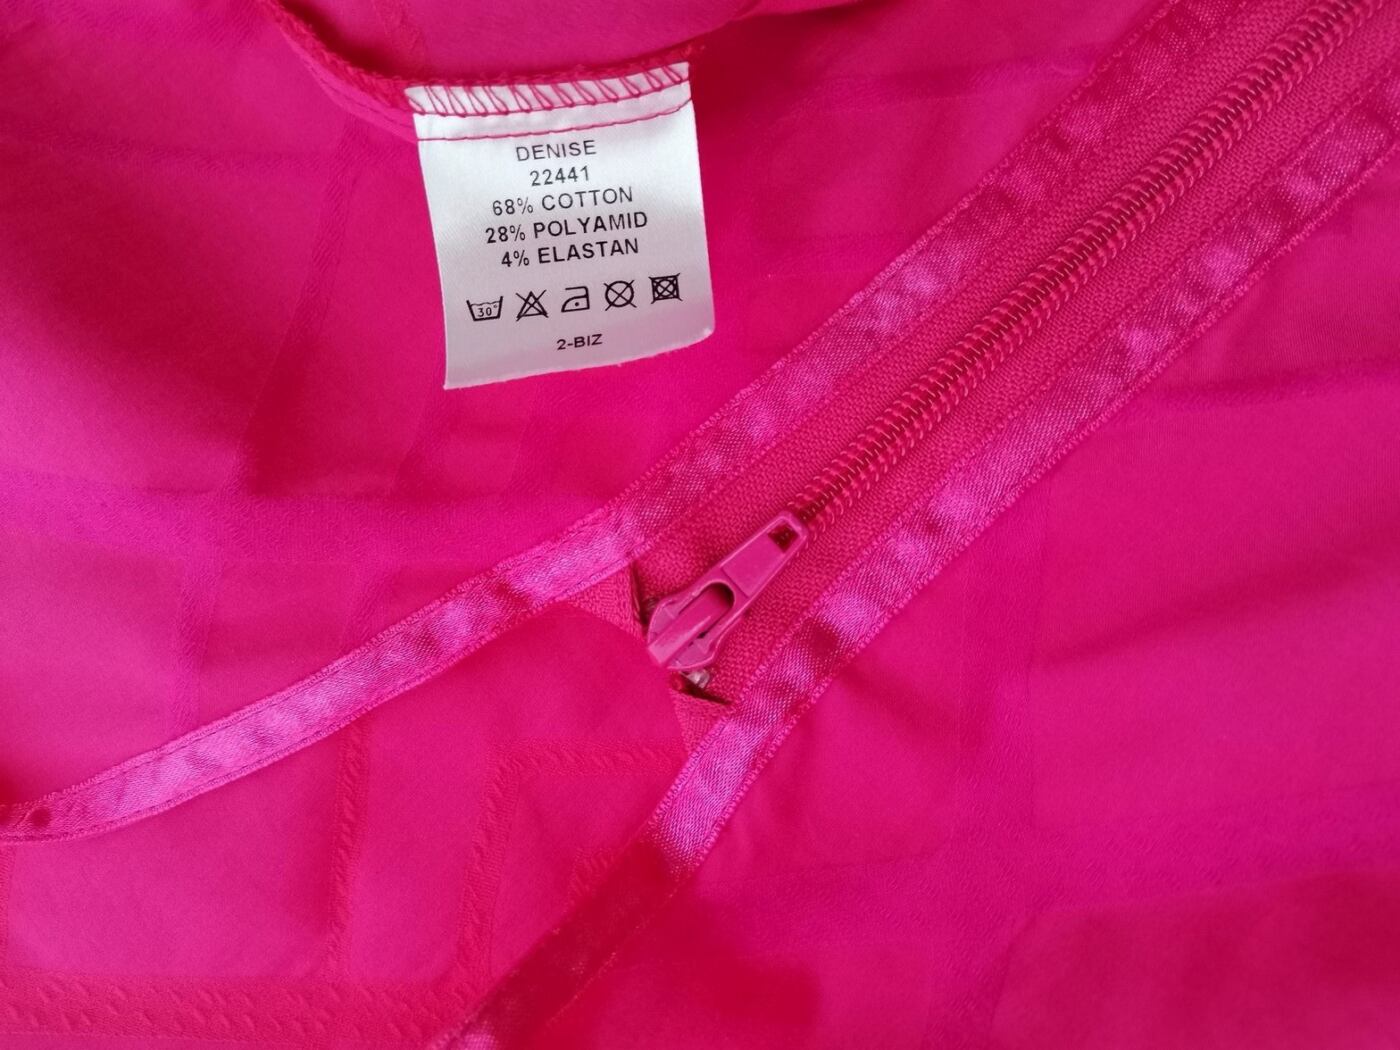 DENISE
22441
68% COTTON
28% POLYAMID
4% ELASTAN
30°
2-BIZ